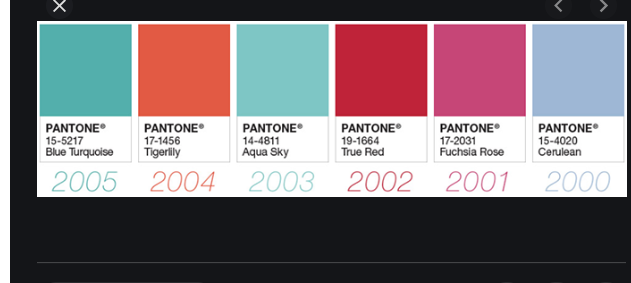 PANTONE®
15-5217
Blue Turquoise
2005
PANTONE®
17-1456
Tigerlily
2004
PANTONE®
14-4811
Aqua Sky
2003
PANTONE®
19-1664
True Red
2002
PANTONE®
17-2031
Fuchsia Rose
2001
PANTONE®
15-4020
Cerulean
2000